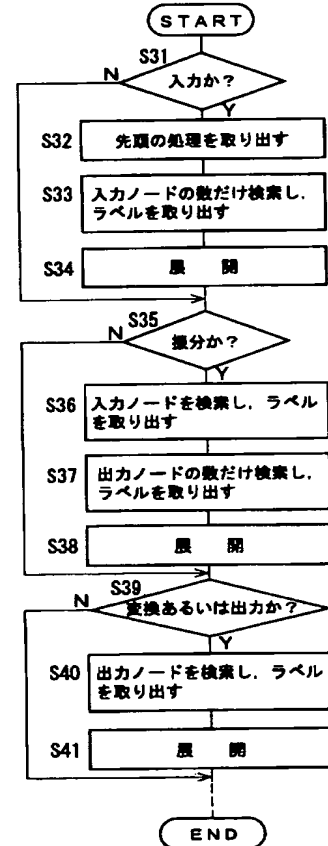 START
S31
N
入力か?
Y
S32
先頭の処理を取り出す
S33
入力ノードの数だけ検索し,
ラベルを取り出す
S34
展 開
N
S35
振分か?
Y
S36
入力ノードを検索し,ラベル
を取り出す
S37
出力ノードの数だけ検索し,
ラベルを取り出す
S38
展 開
S39
N
変換あるいは出力か?
Y
S40
出力ノードを検索し,ラベル
を取り出す
S41
展 開
END